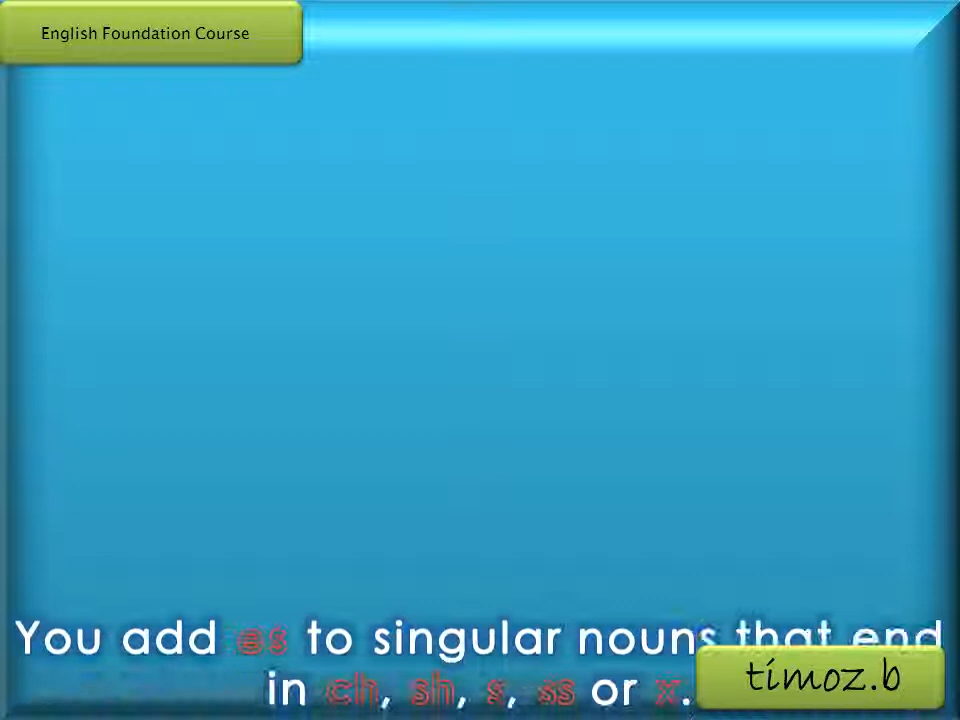 English Foundation Course
You add es to singular nouns that end
in ch, sh, s, ss or x.
timoz.b